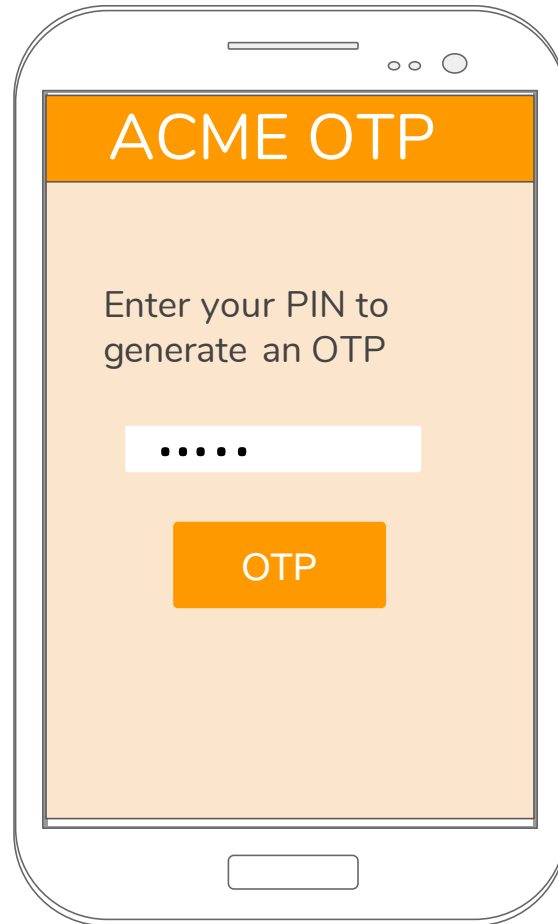 ACME OTP
Enter your PIN to
generate an OTP
•••••
OTP